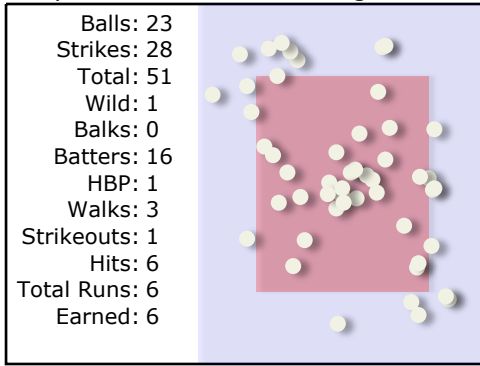 Balls: 23
Strikes: 28
Total: 51
Wild: 1
Balks: 0
Batters: 16
HBP: 1
Walks: 3
Strikeouts: 1
Hits: 6
Total Runs: 6
Earned: 6